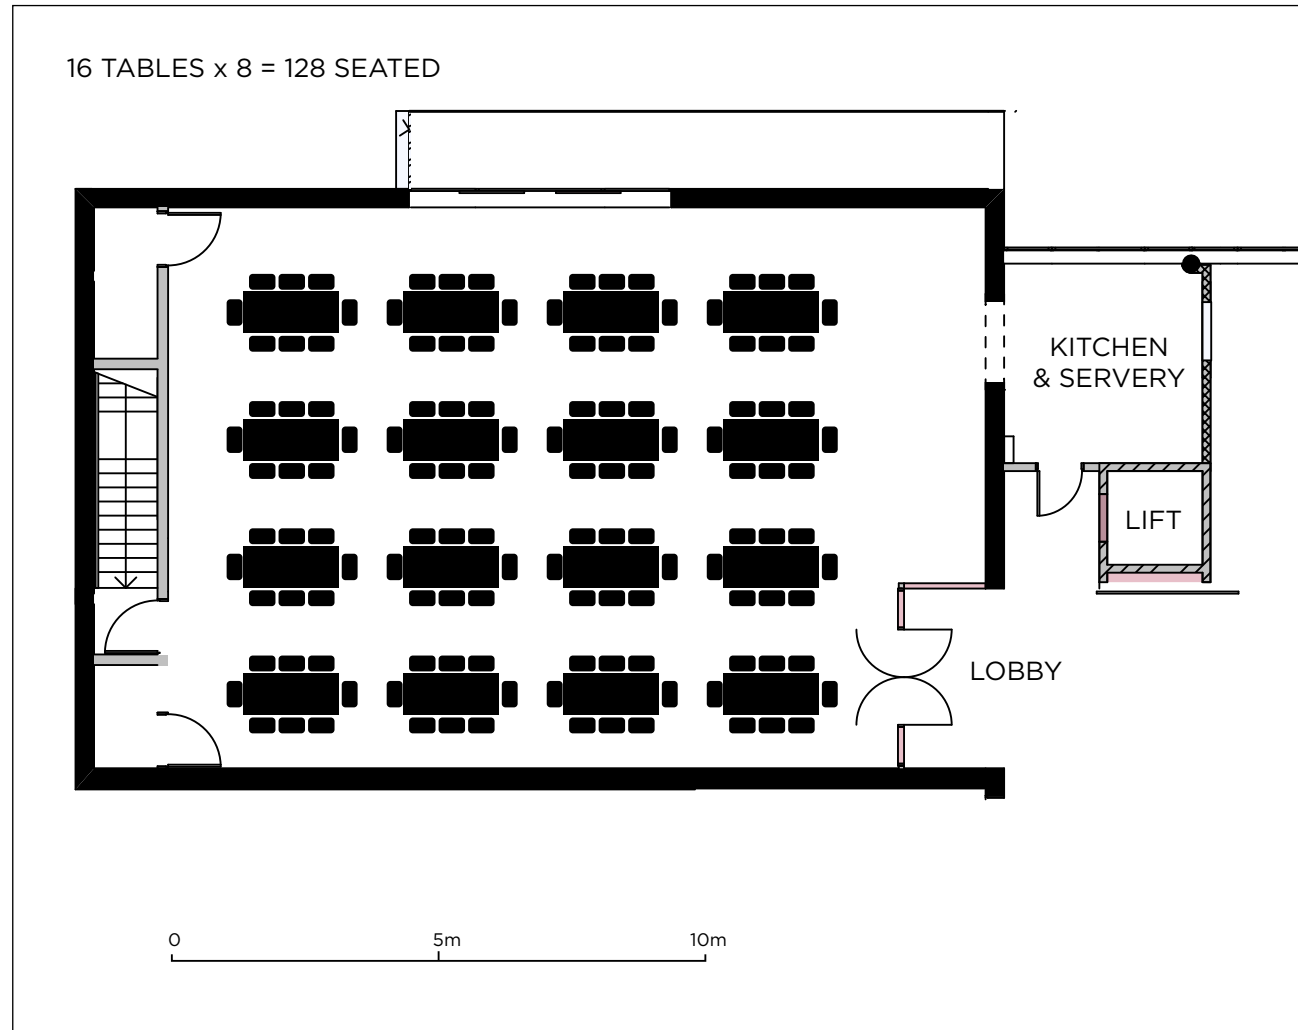 16 TABLES x 8 = 128 SEATED
KITCHEN
& SERVERY
LIFT
LOBBY
0 5m 10m